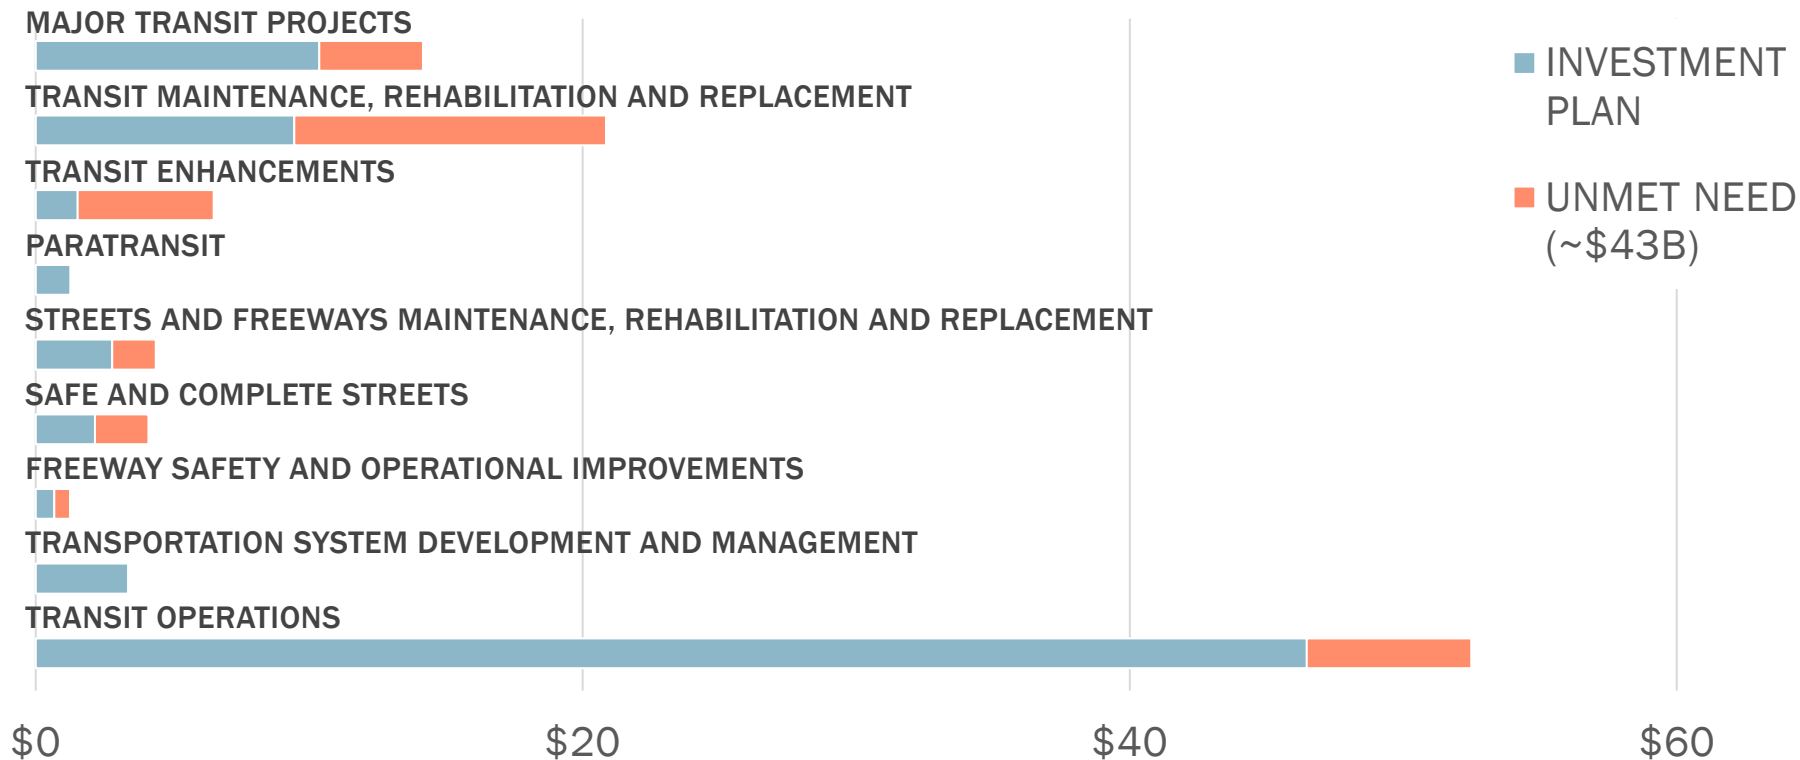 MAJOR TRANSIT PROJECTS
TRANSIT MAINTENANCE, REHABILITATION AND REPLACEMENT
TRANSIT ENHANCEMENTS
PARATRANSIT
STREETS AND FREEWAYS MAINTENANCE, REHABILITATION AND REPLACEMENT
SAFE AND COMPLETE STREETS
FREEWAY SAFETY AND OPERATIONAL IMPROVEMENTS
TRANSPORTATION SYSTEM DEVELOPMENT AND MANAGEMENT
TRANSIT OPERATIONS
$0 $20 $40 $60
INVESTMENT
PLAN
UNMET NEED
(~$43B)